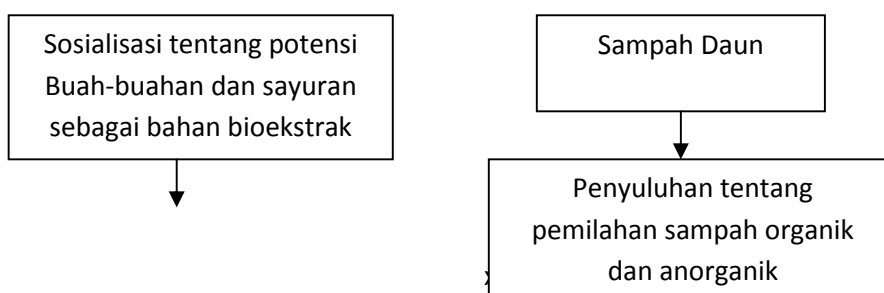 Sosialisasi tentang potensi
Buah-buahan dan sayuran
sebagai bahan bioekstrak
Sampah Daun
Penyuluhan tentang
pemilahan sampah organik
dan anorganik